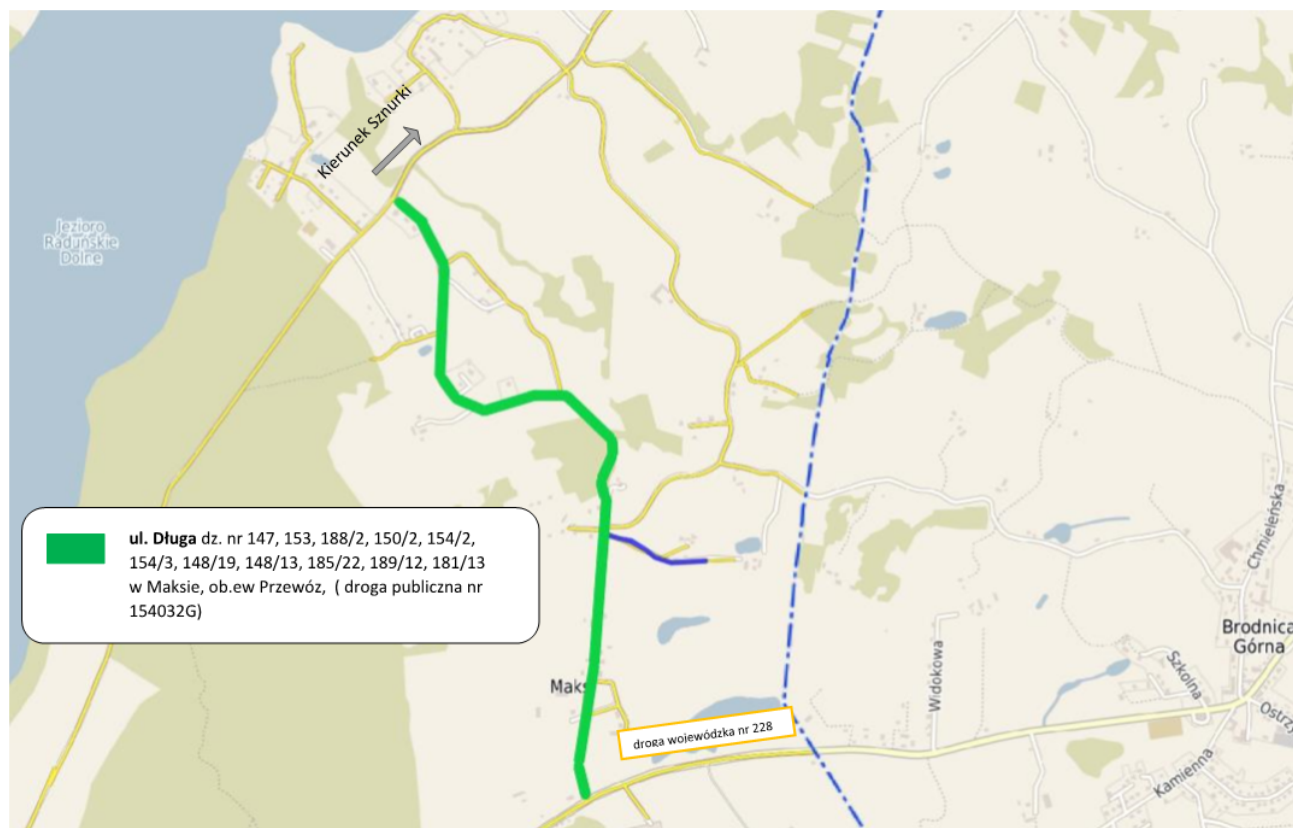 Kierunek Sznurki
Jezioro
Raduńskie
Dolne
ul. Długa dz. nr 147, 153, 188/2, 150/2, 154/2,
154/3, 148/19, 148/13, 185/22, 189/12, 181/13
w Maksie, ob.ew Przewóz, ( droga publiczna nr
154032G)
Chmieleńska
Brodnica
Górna
Szkolna
Widokowa
Maks
droga wojewódzka nr 228
Ostrzy
Kamienna